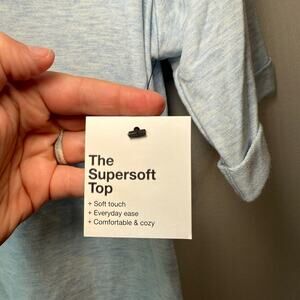 The
Supersoft
Top
+ Soft touch
+ Everyday ease
+ Comfortable & cozy